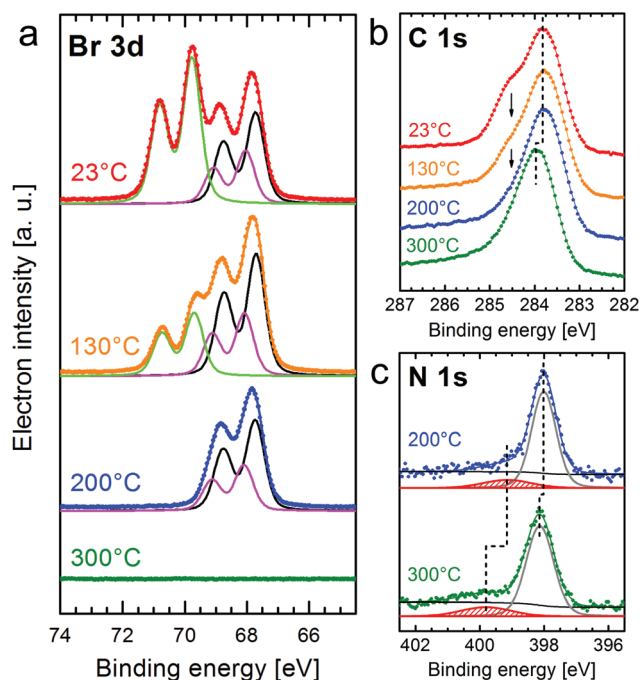 a
Br 3d
23°C
130°C
200°C
300°C
74 72 70 68 66
Binding energy [eV]
Electron intensity [a. u.]
b
C 1s
23°C
130°C
200°C
300°C
287 286 285 284 283 282
Binding energy [eV]
c
N 1s
200°C
300°C
402 400 398 396
Binding energy [eV]